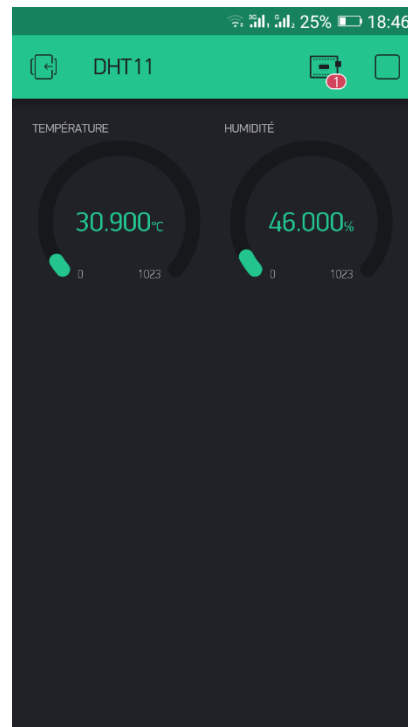 25% 18:46
DHT11
1
TEMPÉRATURE HUMIDITÉ
30.900°C 46.000%
0 1023 0 1023